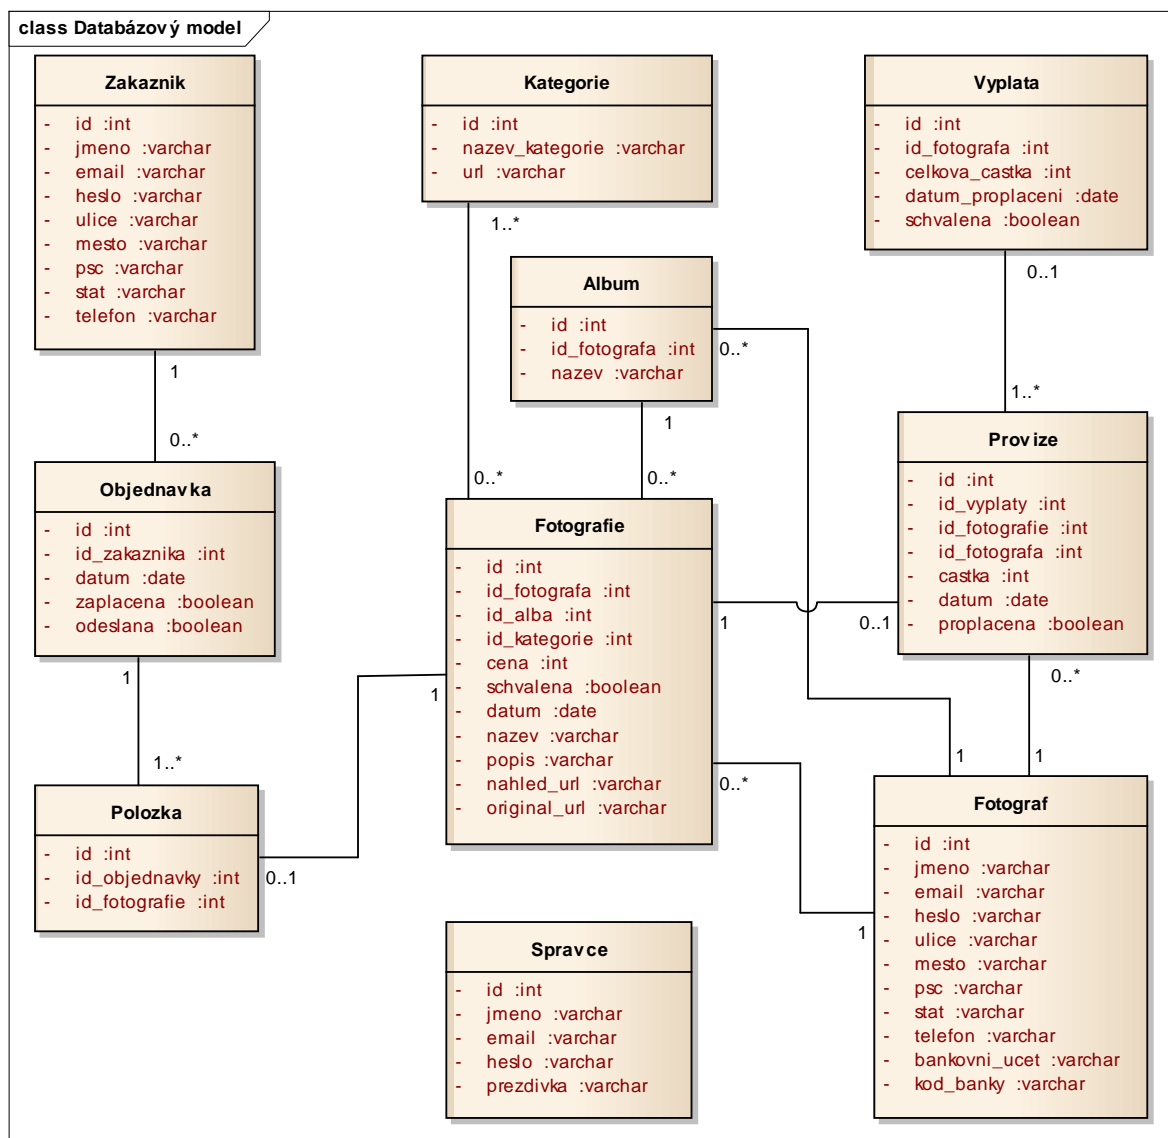 class Databázový model
Zakaznik
- id :int
- jmeno :varchar
- email :varchar
- heslo :varchar
- ulice :varchar
- mesto :varchar
- psc :varchar
- stat :varchar
- telefon :varchar
Kategorie
- id :int
- nazev_kategorie :varchar
- url :varchar
Vyplata
- id :int
- id_fotografa :int
- celkova_castka :int
- datum_proplaceni :date
- schvalena :boolean
1..*
0..1
Album
- id :int
- id_fotografa :int
- nazev :varchar
0..*
1
0..*
1
1..*
0..*
0..*
Objednavka
- id :int
- id_zakaznika :int
- datum :date
- zaplacena :boolean
- odeslana :boolean
Fotografie
- id :int
- id_fotografa :int
- id_alba :int
- id_kategorie :int
- cena :int
- schvalena :boolean
- datum :date
- nazev :varchar
- popis :varchar
- nahled_url :varchar
- original_url :varchar
Provize
- id :int
- id_vyplaty :int
- id_fotografie :int
- id_fotografa :int
- castka :int
- datum :date
- proplacena :boolean
1
0..1
1
1
0..*
1..*
1
1
0..*
Polozka
- id :int
- id_objednavky :int
- id_fotografie :int
0..1
1
Fotograf
- id :int
- jmeno :varchar
- email :varchar
- heslo :varchar
- ulice :varchar
- mesto :varchar
- psc :varchar
- stat :varchar
- telefon :varchar
- bankovni_ucet :varchar
- kod_banky :varchar
Spravce
- id :int
- jmeno :varchar
- email :varchar
- heslo :varchar
- prezdivka :varchar